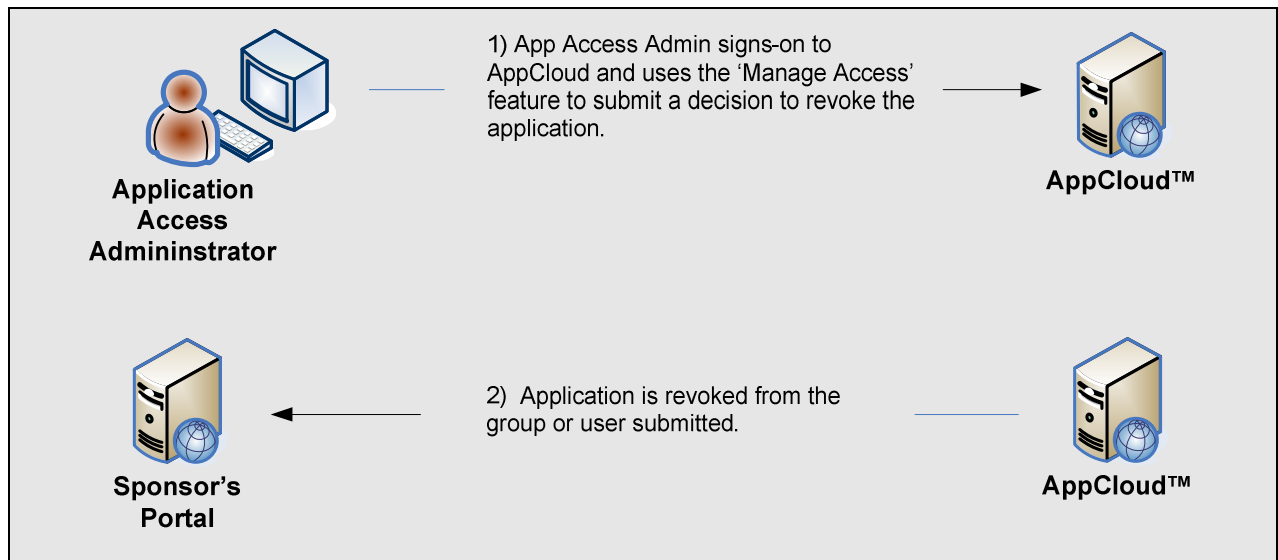 1) App Access Admin signs-on to
AppCloud and uses the ‘Manage Access’
feature to submit a decision to revoke the
application.
Application
Access
Admininstrator
AppCloud™
2)  Application is revoked from the
group or user submitted.
Sponsor’s
Portal
AppCloud™